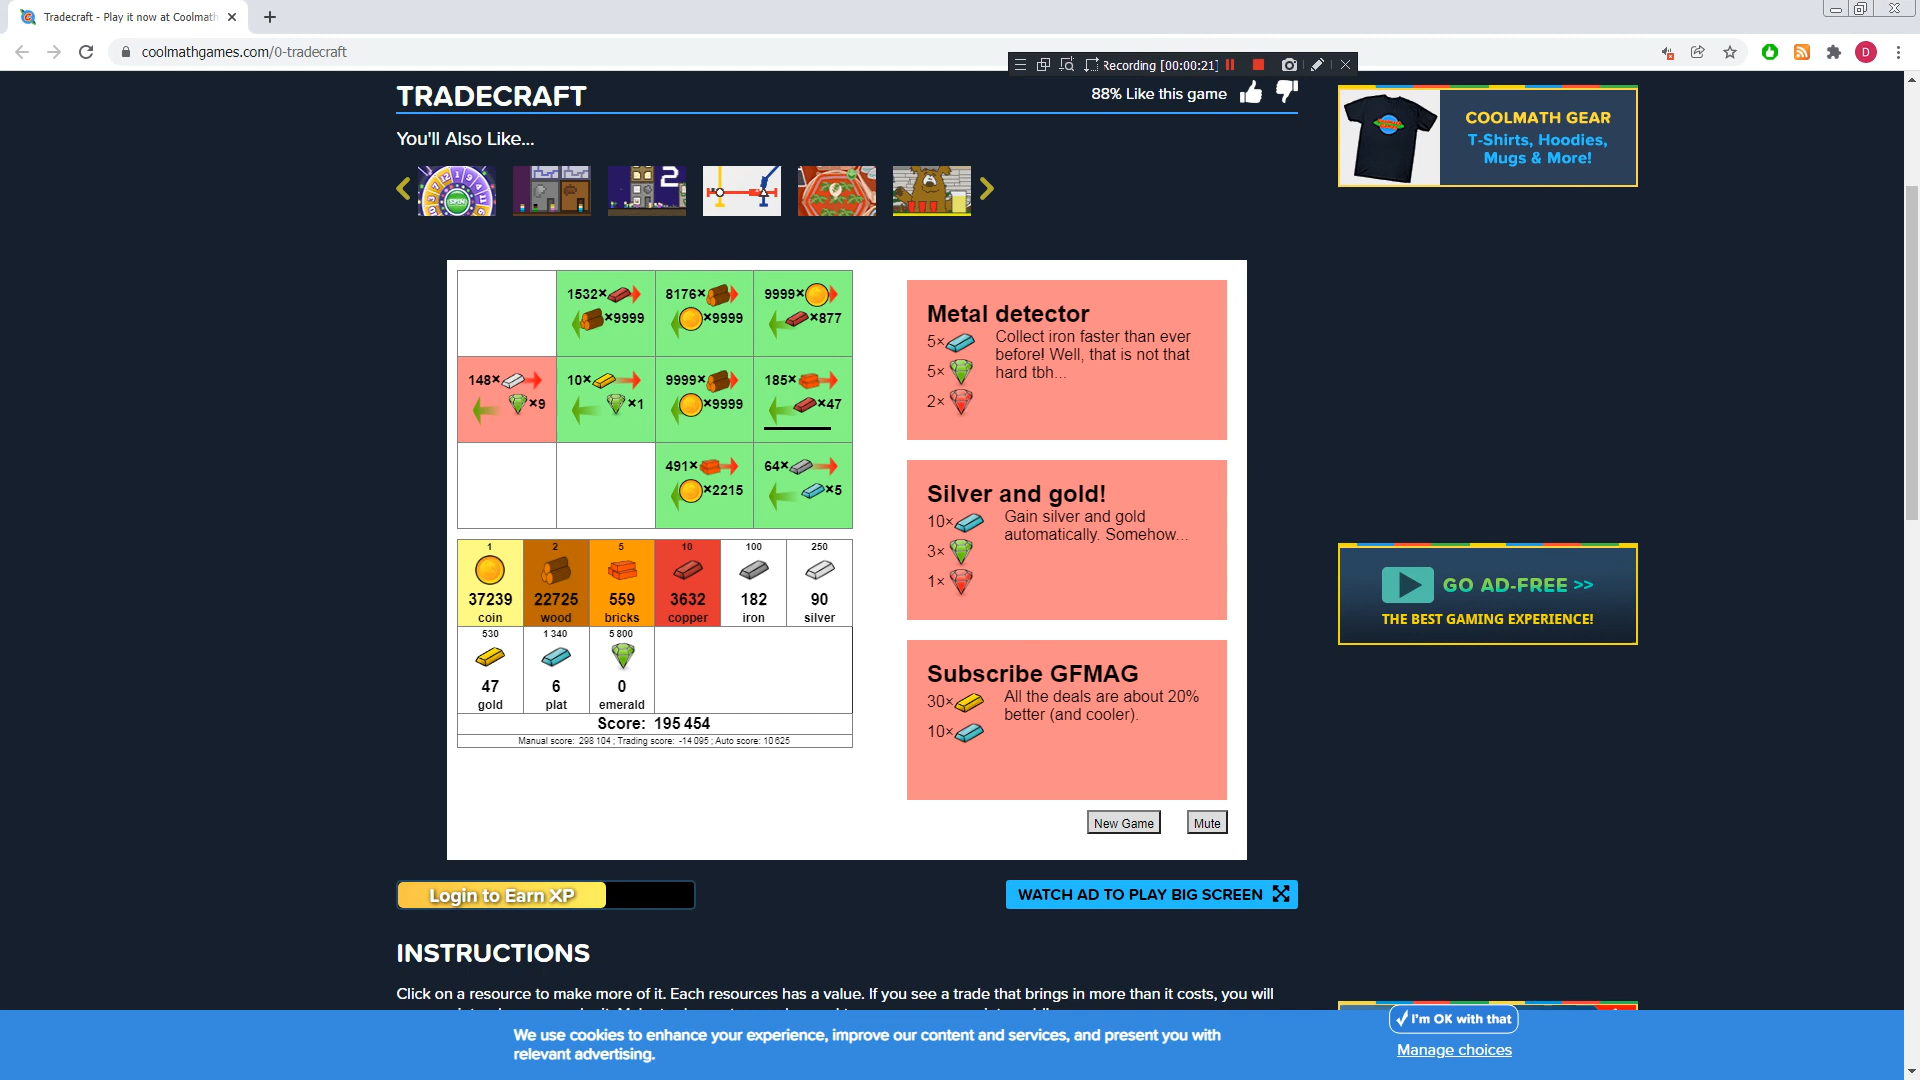 Tradecraft - Play it now at Coolmath
coolmathgames.com/0-tradecraft
Recording [00:00:21]
D
TRADECRAFT
88% Like this game
You'll Also Like...
SPIN
2
COOLMATH GEAR
T-Shirts, Hoodies,
Mugs & More!
1532×
×9999
8176×
×9999
9999×
×877
148×
×9
10×
×1
9999×
×9999
185×
×47
491×
×2215
64×
×5
1
37239
coin
2
22725
wood
5
559
bricks
10
3632
copper
100
182
iron
250
90
silver
530
47
gold
1 340
6
plat
5 800
0
emerald
Score: 195 454
Manual score: 298 104 ; Trading score: -14 095 ; Auto score: 10 625
Metal detector
5×
5×
2×
Collect iron faster than ever
before! Well, that is not that
hard tbh...
Silver and gold!
10×
3×
1×
Gain silver and gold
automatically. Somehow...
Subscribe GFMAG
30×
10×
All the deals are about 20%
better (and cooler).
New Game
Mute
GO AD-FREE >>
THE BEST GAMING EXPERIENCE!
Login to Earn XP
WATCH AD TO PLAY BIG SCREEN
INSTRUCTIONS
Click on a resource to make more of it. Each resources has a value. If you see a trade that brings in more than it costs, you will
We use cookies to enhance your experience, improve our content and services, and present you with
relevant advertising.
I'm OK with that
Manage choices